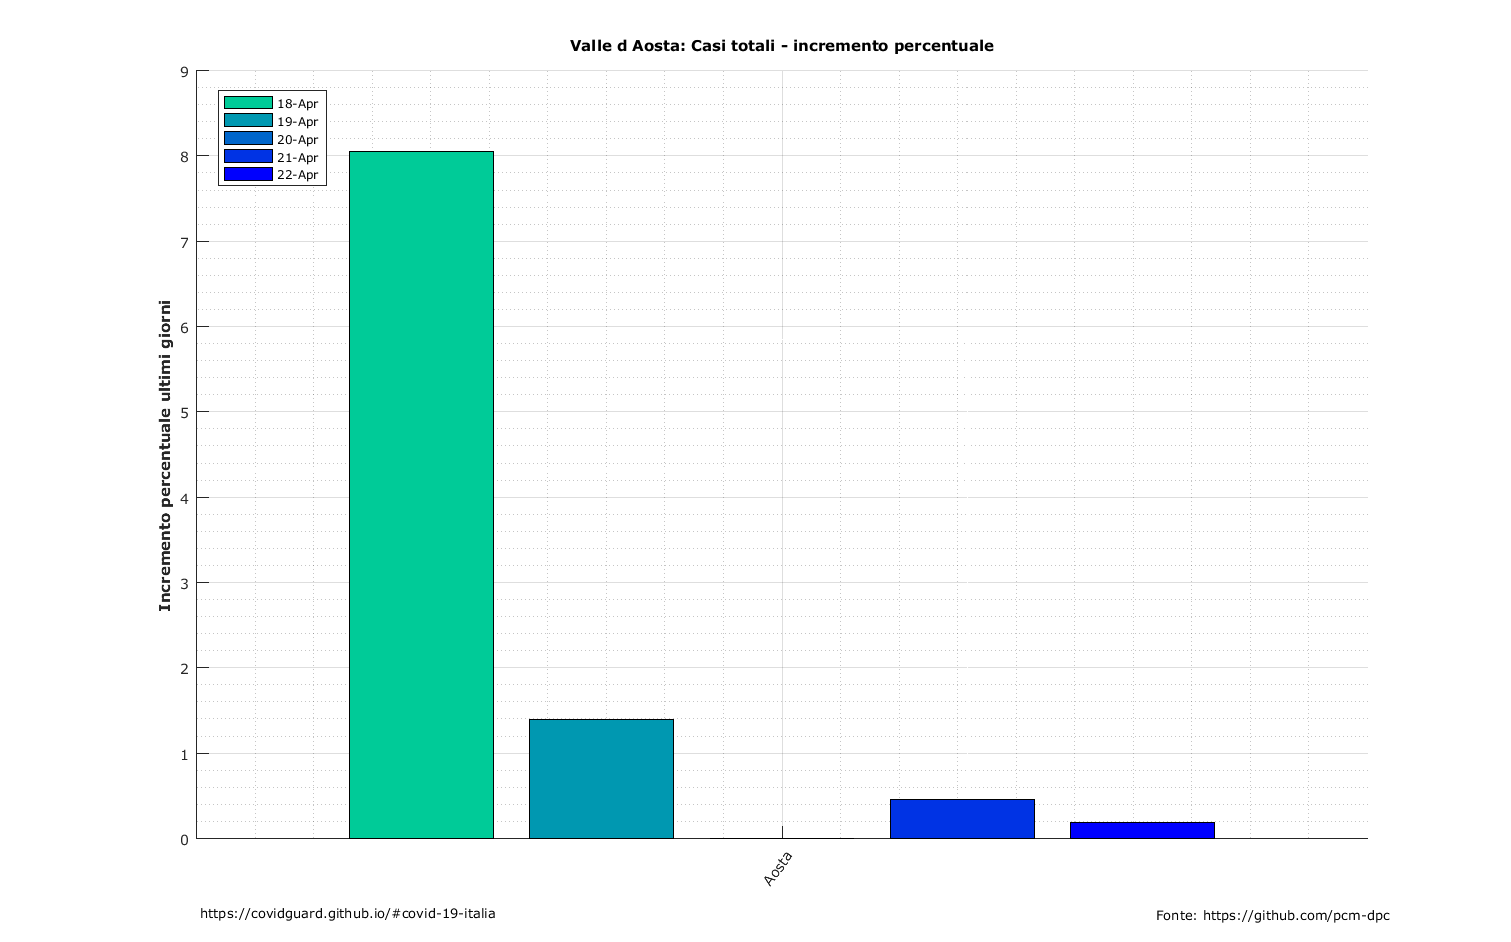 Valle d Aosta: Casi totali - incremento percentuale
9
8
7
6
5
4
3
2
1
0
Incremento percentuale ultimi giorni
18-Apr
19-Apr
20-Apr
21-Apr
22-Apr
Aosta
https://covidguard.github.io/#covid-19-italia
Fonte: https://github.com/pcm-dpc